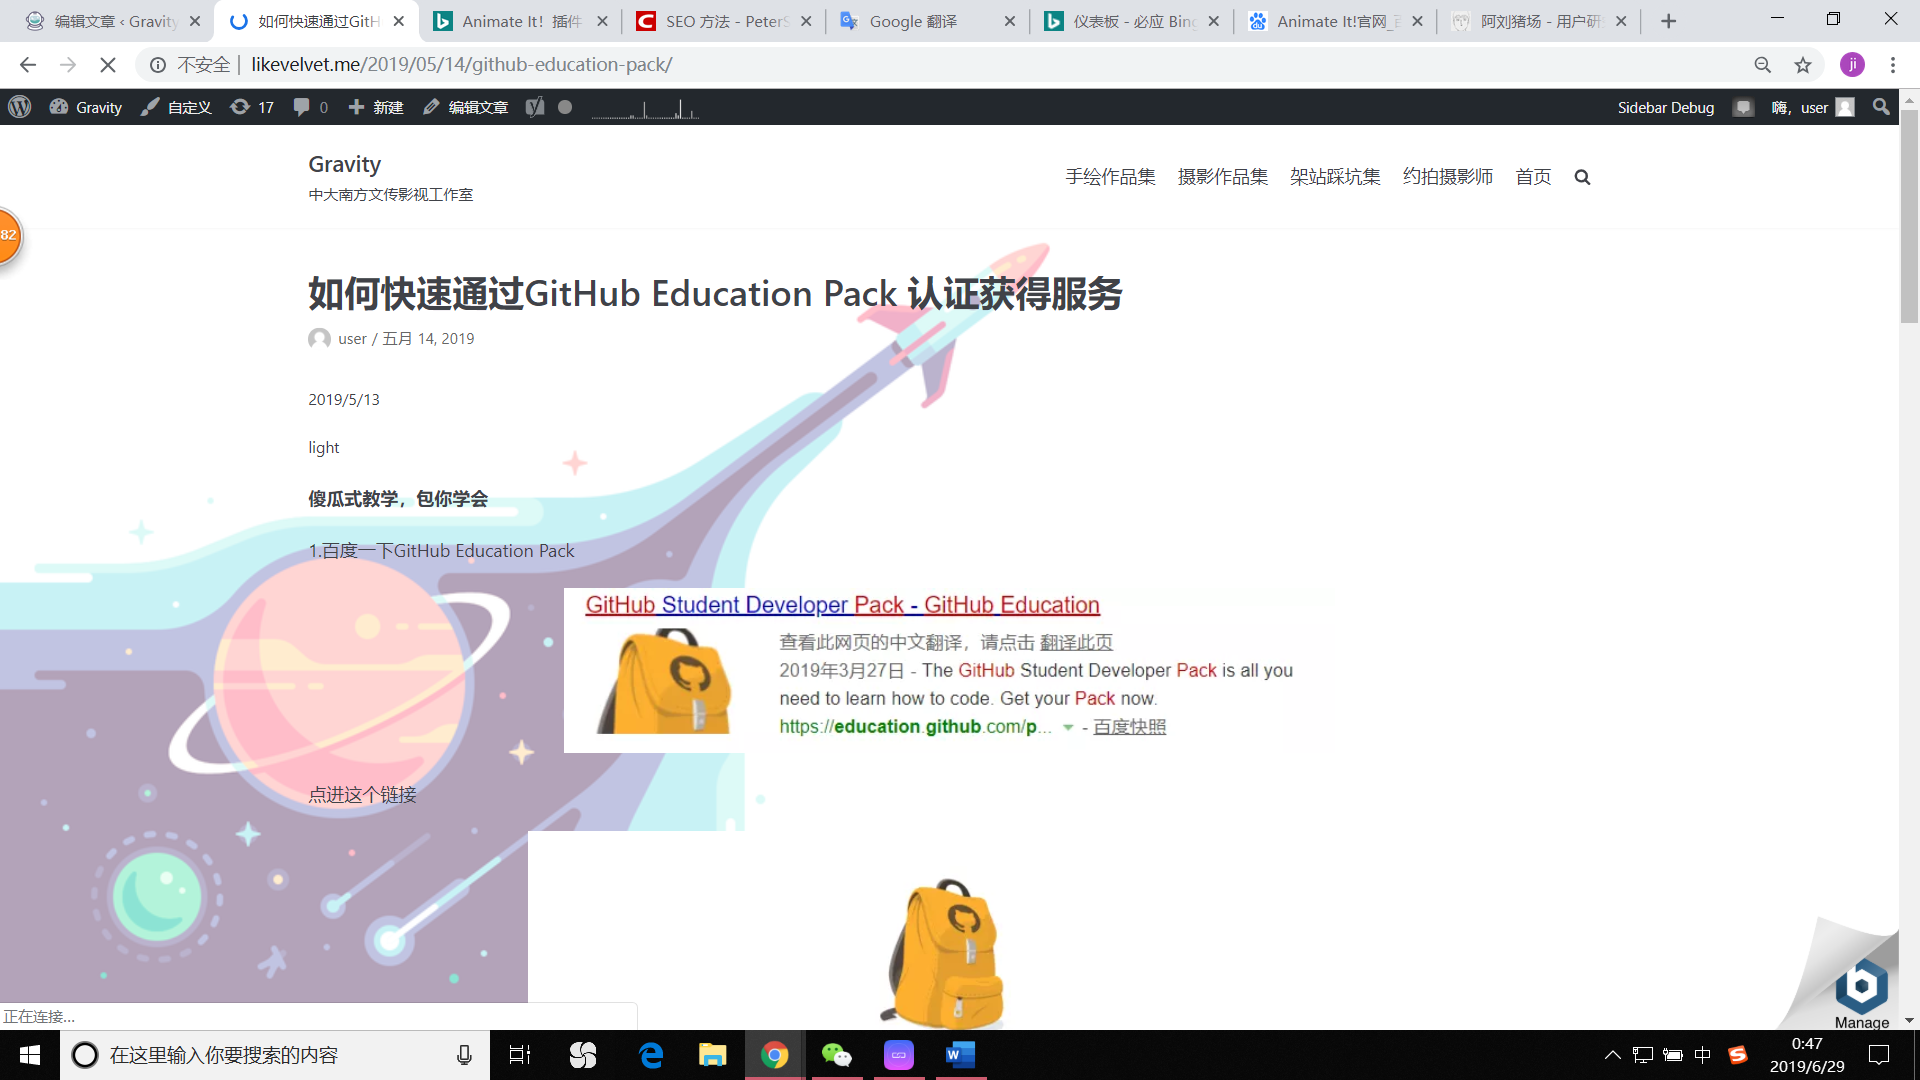 编辑文章 ‹ Gravity
如何快速通过GitH
Animate It！插件
SEO 方法 - PeterS
Google 翻译
仪表板 - 必应 Bing
Animate It!官网_百
阿刘猪场 - 用户研
不安全 | likevelvet.me/2019/05/14/github-education-pack/
ji
Gravity 自定义 17 0 新建 编辑文章
Sidebar Debug 嗨，user
Gravity
中大南方文传影视工作室
手绘作品集 摄影作品集 架站踩坑集 约拍摄影师 首页
82
如何快速通过GitHub Education Pack 认证获得服务
user / 五月 14, 2019
2019/5/13
light
傻瓜式教学，包你学会
1.百度一下GitHub Education Pack
GitHub Student Developer Pack - GitHub Education
查看此网页的中文翻译，请点击 翻译此页
2019年3月27日 - The GitHub Student Developer Pack is all you
need to learn how to code. Get your Pack now.
https://education.github.com/p... - 百度快照
点进这个链接
Manage
正在连接...
在这里输入你要搜索的内容
中
0:47
2019/6/29